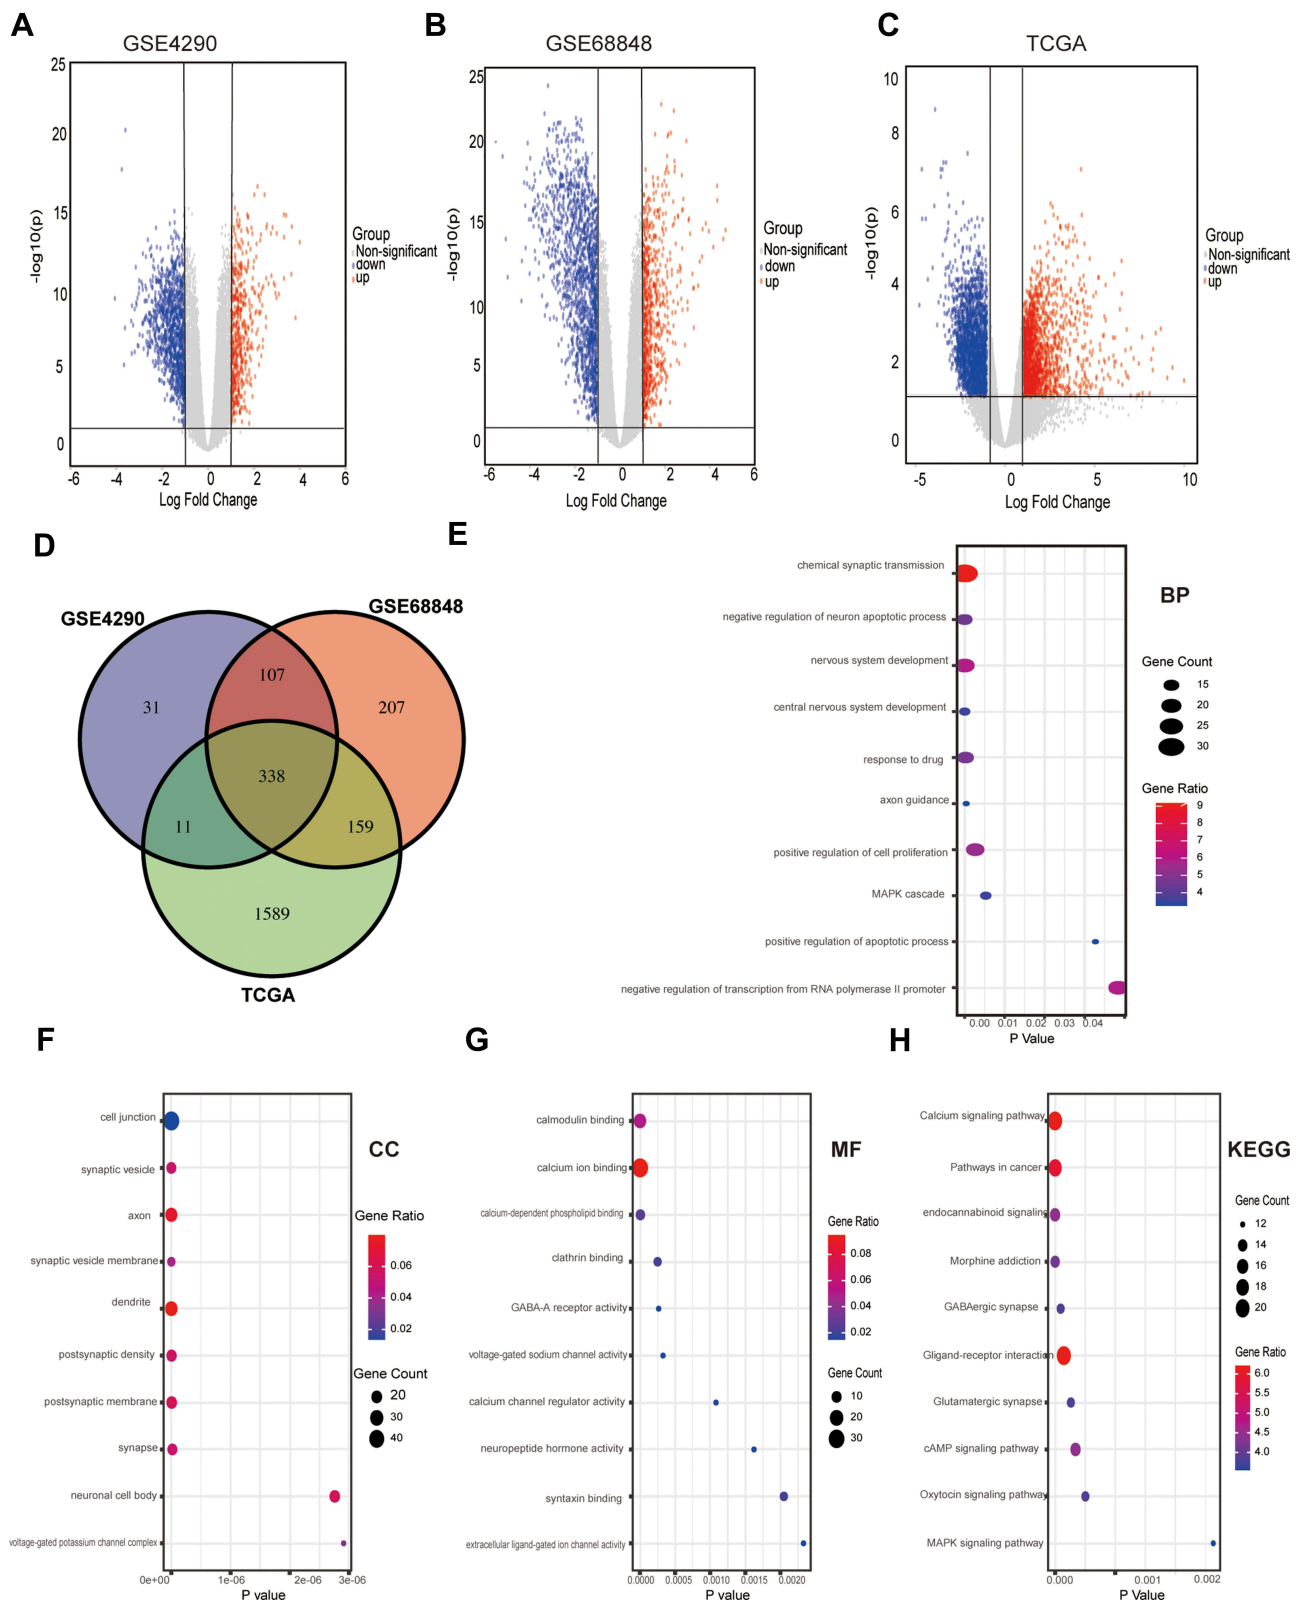 A
GSE4290
25
20
15
10
5
0
-log10(p)
-6
-4
-2
0
2
4
6
Log Fold Change
Group
Non-significant
down
up
B
GSE68848
25
20
15
10
5
0
-log10(p)
-6
-4
-2
0
2
4
6
Log Fold Change
Group
Non-significant
down
up
C
TCGA
10
8
6
4
2
0
-log10(p)
-5
0
5
10
Log Fold Change
Group
Non-significant
down
up
D
GSE4290
GSE68848
107
31
207
338
11
159
1589
TCGA
E
chemical synaptic transmission
negative regulation of neuron apoptotic process
nervous system development
central nervous system development
response to drug
axon guidance
positive regulation of cell proliferation
MAPK cascade
positive regulation of apoptotic process
negative regulation of transcription from RNA polymerase II promoter
0.00
0.01
0.02
0.03
0.04
P Value
BP
Gene Count
15
20
25
30
Gene Ratio
9
8
7
6
5
4
F
cell junction
synaptic vesicle
axon
synaptic vesicle membrane
dendrite
postsynaptic density
postsynaptic membrane
synapse
neuronal cell body
voltage-gated potassium channel complex
0e+00
1e-06
2e-06
3e-06
P value
CC
Gene Ratio
0.06
0.04
0.02
Gene Count
20
30
40
G
calmodulin binding
calcium ion binding
calcium-dependent phospholipid binding
clathrin binding
GABA-A receptor activity
voltage-gated sodium channel activity
calcium channel regulator activity
neuropeptide hormone activity
syntaxin binding
extracellular ligand-gated ion channel activity
0.0000
0.0005
0.0010
0.0015
0.0020
P value
MF
Gene Ratio
0.08
0.06
0.04
0.02
Gene Count
10
20
30
H
Calcium signaling pathway
Pathways in cancer
endocannabinoid signaling
Morphine addiction
GABAergic synapse
Gligand-receptor interaction
Glutamatergic synapse
cAMP signaling pathway
Oxytocin signaling pathway
MAPK signaling pathway
0.000
0.001
0.002
P Value
KEGG
Gene Count
12
14
16
18
20
Gene Ratio
6.0
5.5
5.0
4.5
4.0